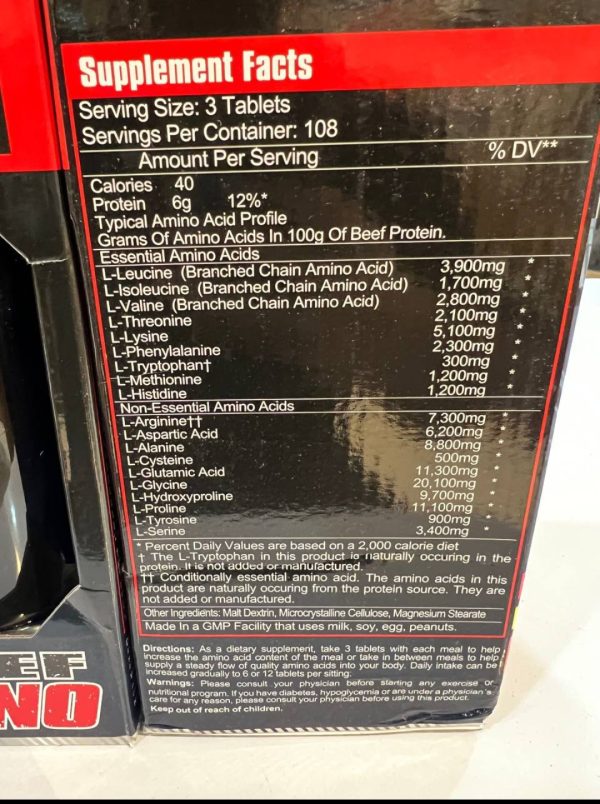 Supplement Facts
Serving Size: 3 Tablets
Servings Per Container: 108
Amount Per Serving % DV**
Calories 40
Protein 6g 12%*
Typical Amino Acid Profile
Grams Of Amino Acids In 100g Of Beef Protein.
Essential Amino Acids
L-Leucine (Branched Chain Amino Acid) 3,900mg *
L-Isoleucine (Branched Chain Amino Acid) 1,700mg *
L-Valine (Branched Chain Amino Acid) 2,800mg *
L-Threonine 2,100mg *
L-Lysine 5,100mg *
L-Phenylalanine 2,300mg *
L-Tryptophan† 300mg *
L-Methionine 1,200mg *
L-Histidine 1,200mg *
Non-Essential Amino Acids
L-Arginine†† 7,300mg *
L-Aspartic Acid 6,200mg *
L-Alanine 8,800mg *
L-Cysteine 500mg *
L-Glutamic Acid 11,300mg *
L-Glycine 20,100mg *
L-Hydroxyproline 9,700mg *
L-Proline 11,100mg *
L-Tyrosine 900mg *
L-Serine 3,400mg *
* Percent Daily Values are based on a 2,000 calorie diet
† The L-Tryptophan in this product is naturally occuring in the
protein. It is not added or manufactured.
†† Conditionally essential amino acid. The amino acids in this
product are naturally occuring from the protein source. They are
not added or manufactured.
Other Ingredients: Malt Dextrin, Microcrystalline Cellulose, Magnesium Stearate
Made In a GMP Facility that uses milk, soy, egg, peanuts.
Directions: As a dietary supplement, take 3 tablets with each meal to help
increase the amino content of the meal or take in between meals to help
supply a steady flow of quality amino acids into your body. Daily intake can be
increased gradually to 6 or 12 tablets per sitting.
Warnings: Please consult your physician before starting any exercise or
nutritional program. If you have diabetes, hypoglycemia or are under a physician's
care for any reason, please consult your physician before using this product.
Keep out of reach of children.
EF
NO